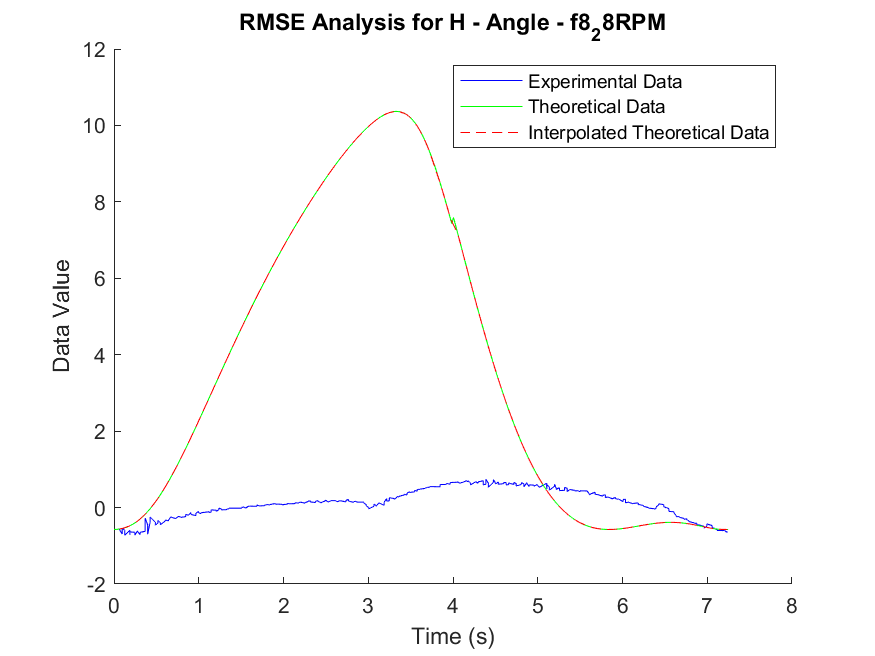 RMSE Analysis for H - Angle - f8₂8RPM
Experimental Data
Theoretical Data
Interpolated Theoretical Data
12
10
8
6
4
2
0
-2
Data Value
0 1 2 3 4 5 6 7 8
Time (s)